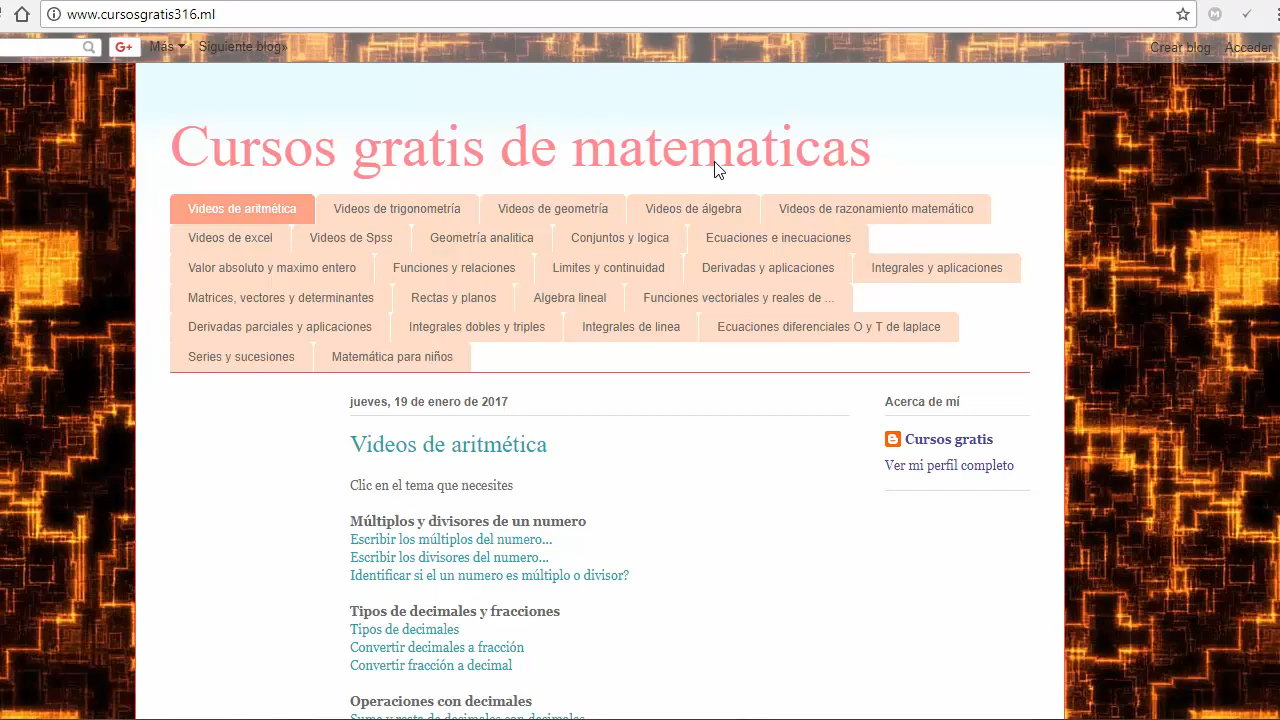 www.cursosgratis316.ml
G+ Más Siguiente blog» Crear blog Acceder
Cursos gratis de matematicas
Videos de aritmética Videos de trigonometría Videos de geometría Videos de álgebra Videos de razonamiento matemático
Videos de excel Videos de Spss Geometría analitica Conjuntos y logica Ecuaciones e inecuaciones
Valor absoluto y maximo entero Funciones y relaciones Limites y continuidad Derivadas y aplicaciones Integrales y aplicaciones
Matrices, vectores y determinantes Rectas y planos Algebra lineal Funciones vectoriales y reales de ...
Derivadas parciales y aplicaciones Integrales dobles y triples Integrales de linea Ecuaciones diferenciales O y T de laplace
Series y sucesiones Matemática para niños
jueves, 19 de enero de 2017
Videos de aritmética
Clic en el tema que necesites
Múltiplos y divisores de un numero
Escribir los múltiplos del numero...
Escribir los divisores del numero...
Identificar si el un numero es múltiplo o divisor?
Tipos de decimales y fracciones
Tipos de decimales
Convertir decimales a fracción
Convertir fracción a decimal
Operaciones con decimales
Suma y resta de decimales con decimales
Acerca de mí
Cursos gratis
Ver mi perfil completo